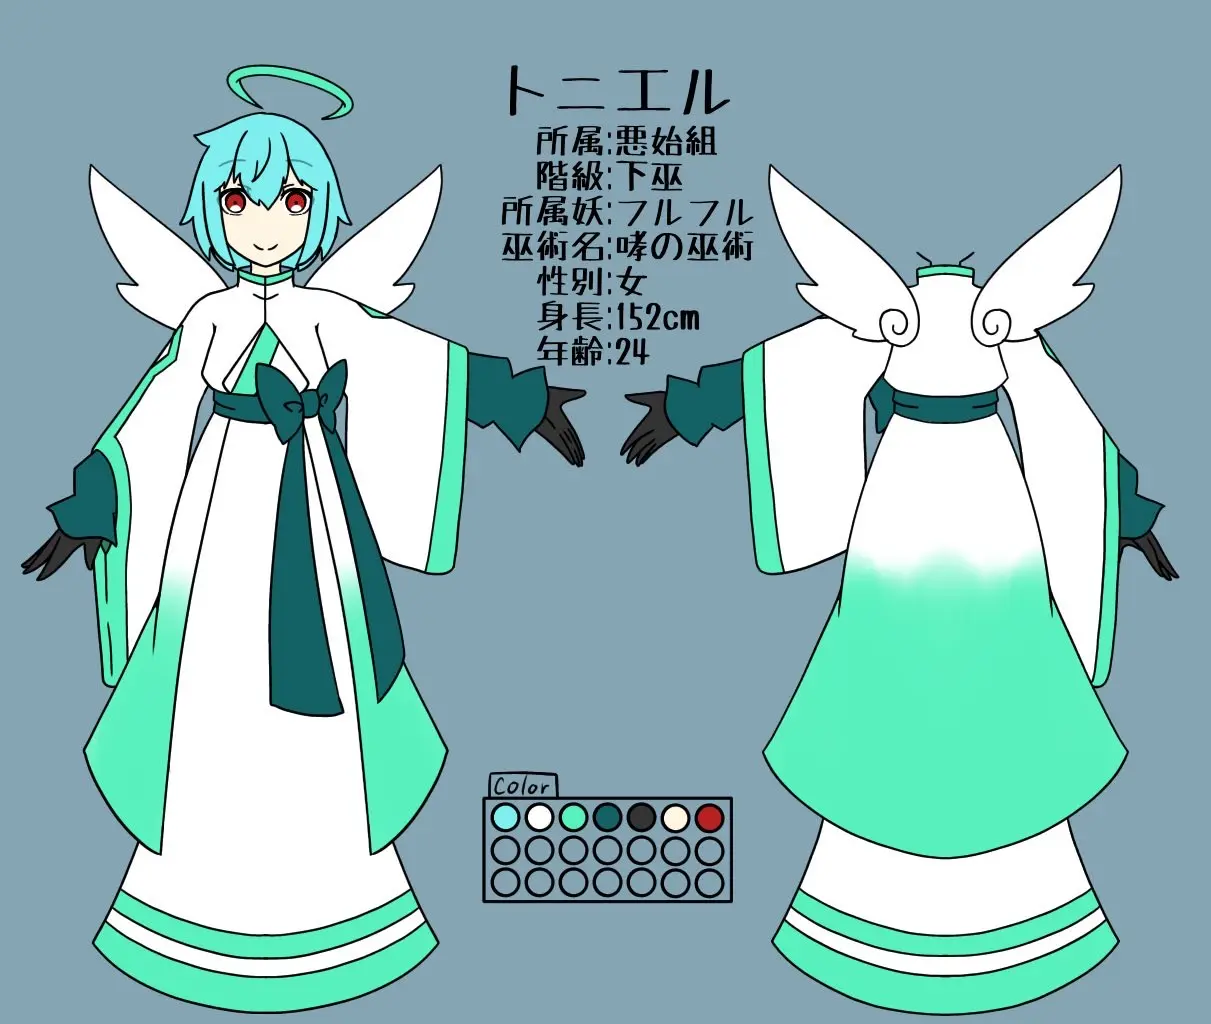 トニエル
所属:悪始組
階級:下巫
所属妖:フルフル
巫術名:哮の巫術
性別:女
身長:152cm
年齢:24
Color